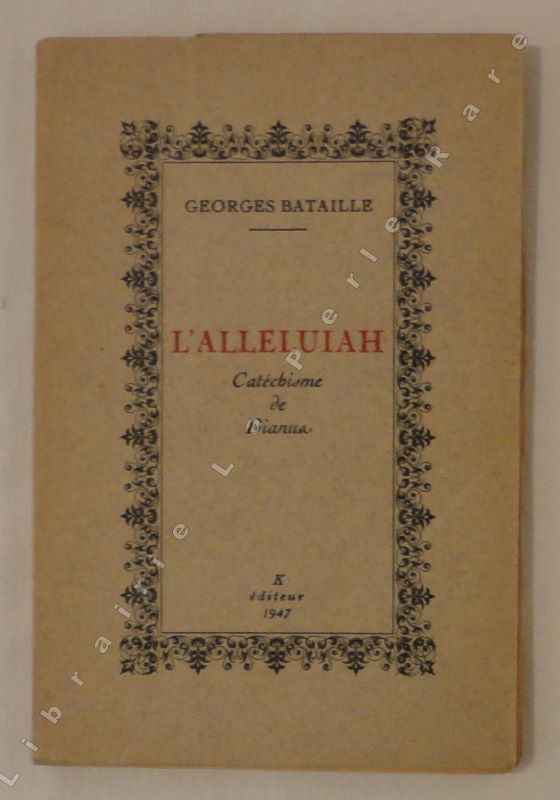 GEORGES BATAILLE
L'ALLELUIAH
Catéchisme
de
Dianus
K
éditeur
1947
Librairie La Perle Rare